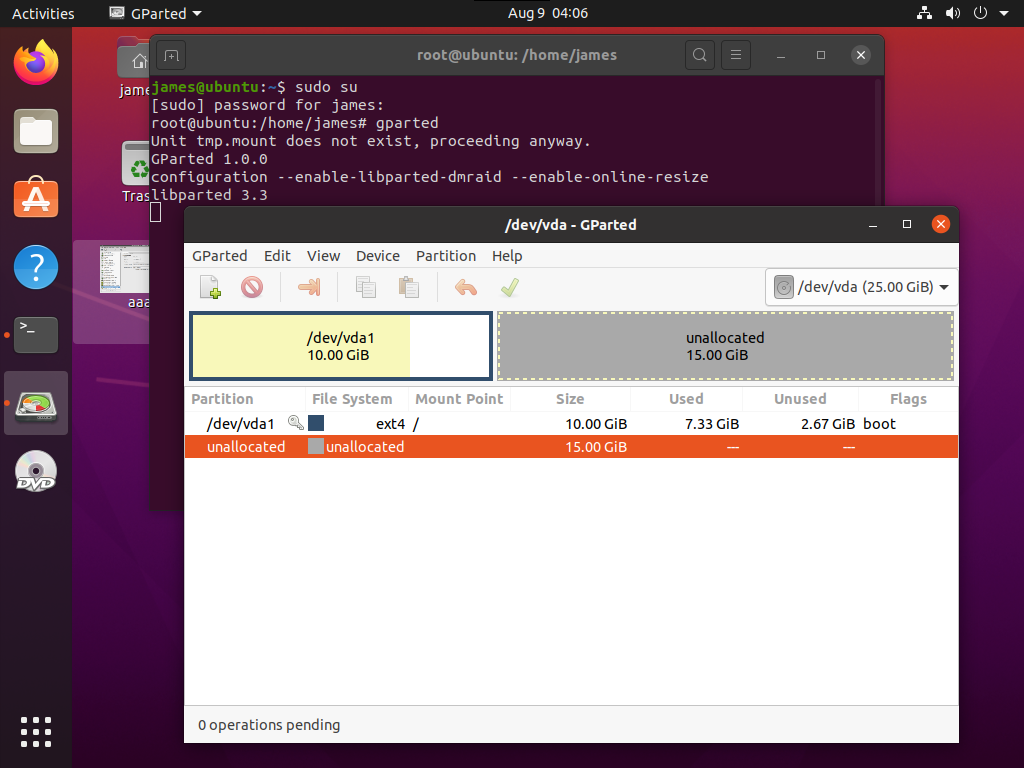 Activities GParted Aug 9 04:06
root@ubuntu: /home/james
james@ubuntu:~$ sudo su
[sudo] password for james:
root@ubuntu:/home/james# gparted
Unit tmp.mount does not exist, proceeding anyway.
GParted 1.0.0
configuration --enable-libparted-dmraid --enable-online-resize
libparted 3.3
jame
Tras
aaa
>_
DVD
/dev/vda - GParted
GParted Edit View Device Partition Help
/dev/vda (25.00 GiB)
/dev/vda1
10.00 GiB
unallocated
15.00 GiB
Partition File System Mount Point Size Used Unused Flags
/dev/vda1 ext4 / 10.00 GiB 7.33 GiB 2.67 GiB boot
unallocated unallocated 15.00 GiB --- ---
0 operations pending